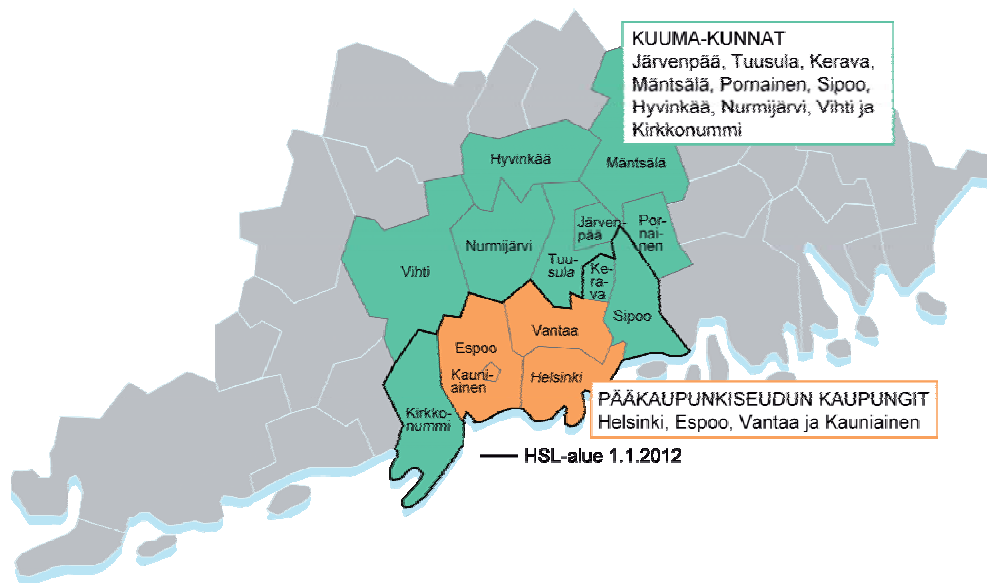 KUUMA-KUNNAT
Järvenpää, Tuusula, Kerava,
Mäntsälä, Pornainen, Sipoo,
Hyvinkää, Nurmijärvi, Vihti ja
Kirkkonummi
Hyvinkää
Mäntsälä
Järven-
pää
Por-
nainen
Nurmijärvi
Tuu-
sula
Vihti
Ke-
ra-
va
Sipoo
Vantaa
Espoo
Kauni-
ainen
Helsinki
Kirkko-
nummi
PÄÄKAUPUNKISEUDUN KAUPUNGIT
Helsinki, Espoo, Vantaa ja Kauniainen
HSL-alue 1.1.2012